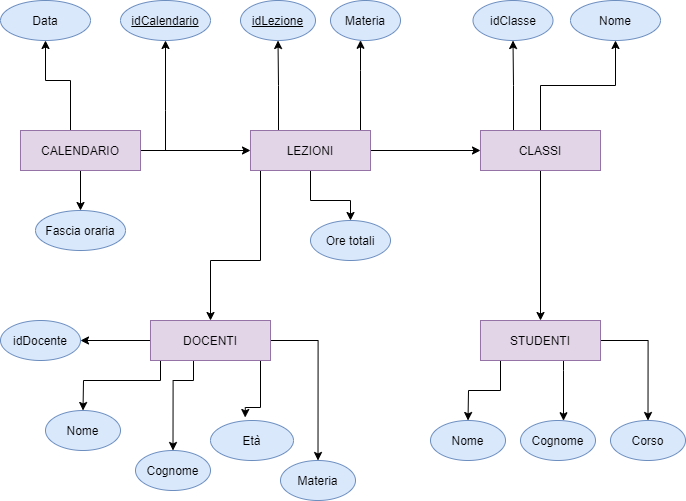 Data
idCalendario
idLezione
Materia
idClasse
Nome
CALENDARIO
LEZIONI
CLASSI
Fascia oraria
Ore totali
idDocente
DOCENTI
STUDENTI
Nome
Cognome
Età
Materia
Nome
Cognome
Corso